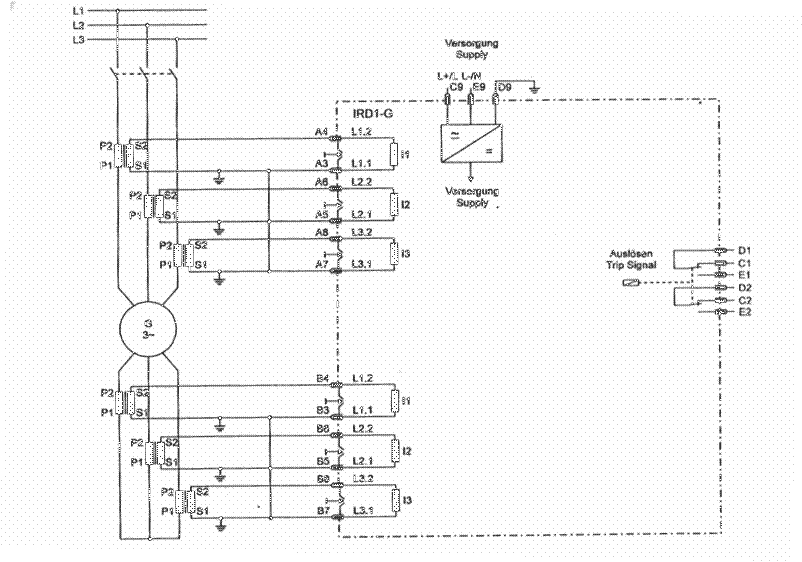 L1
L2
L3
Versorgung
Supply
L+/L L-/N
C9 E9 D9
IRD1-G
A4 L1.2
P2 S2
I1
P1 S1
A3 L1.1
A6 L2.2
P2 S2
I2
P1 S1
A5 L2.1
A8 L3.2
P2 S2
I3
P1 S1
A7 L3.1
Versorgung
Supply
Auslösen
Trip Signal
D1
C1
E1
D2
C2
E2
G
3~
B4 L1.2
P2 S2
I1
P1 S1
B3 L1.1
B6 L2.2
P2 S2
I2
P1 S1
B5 L2.1
L3.2
P2 S2
I3
P1 S1
B7 L3.1